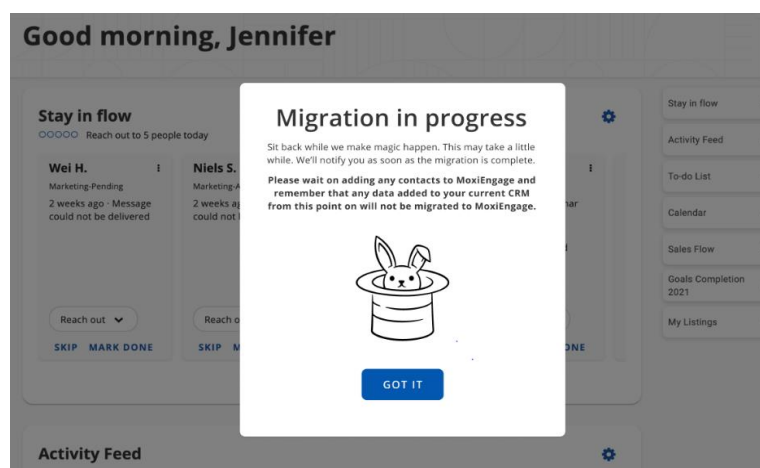 Good morning, Jennifer
Stay in flow
Reach out to 5 people today
Wei H.
Marketing-Pending
2 weeks ago · Message
could not be delivered
Reach out
SKIP MARK DONE
Niels S.
2 weeks
could not
Reach
SKIP
Migration in progress
Sit back while we make magic happen. This may take a little
while. We'll notify you as soon as the migration is complete.
Please wait on adding any contacts to MoxiEngage and
remember that any data added to your current CRM
from this point on will not be migrated to MoxiEngage.
GOT IT
Stay in flow
Activity Feed
To-do List
Calendar
Sales Flow
Goals Completion
2021
My Listings
Activity Feed